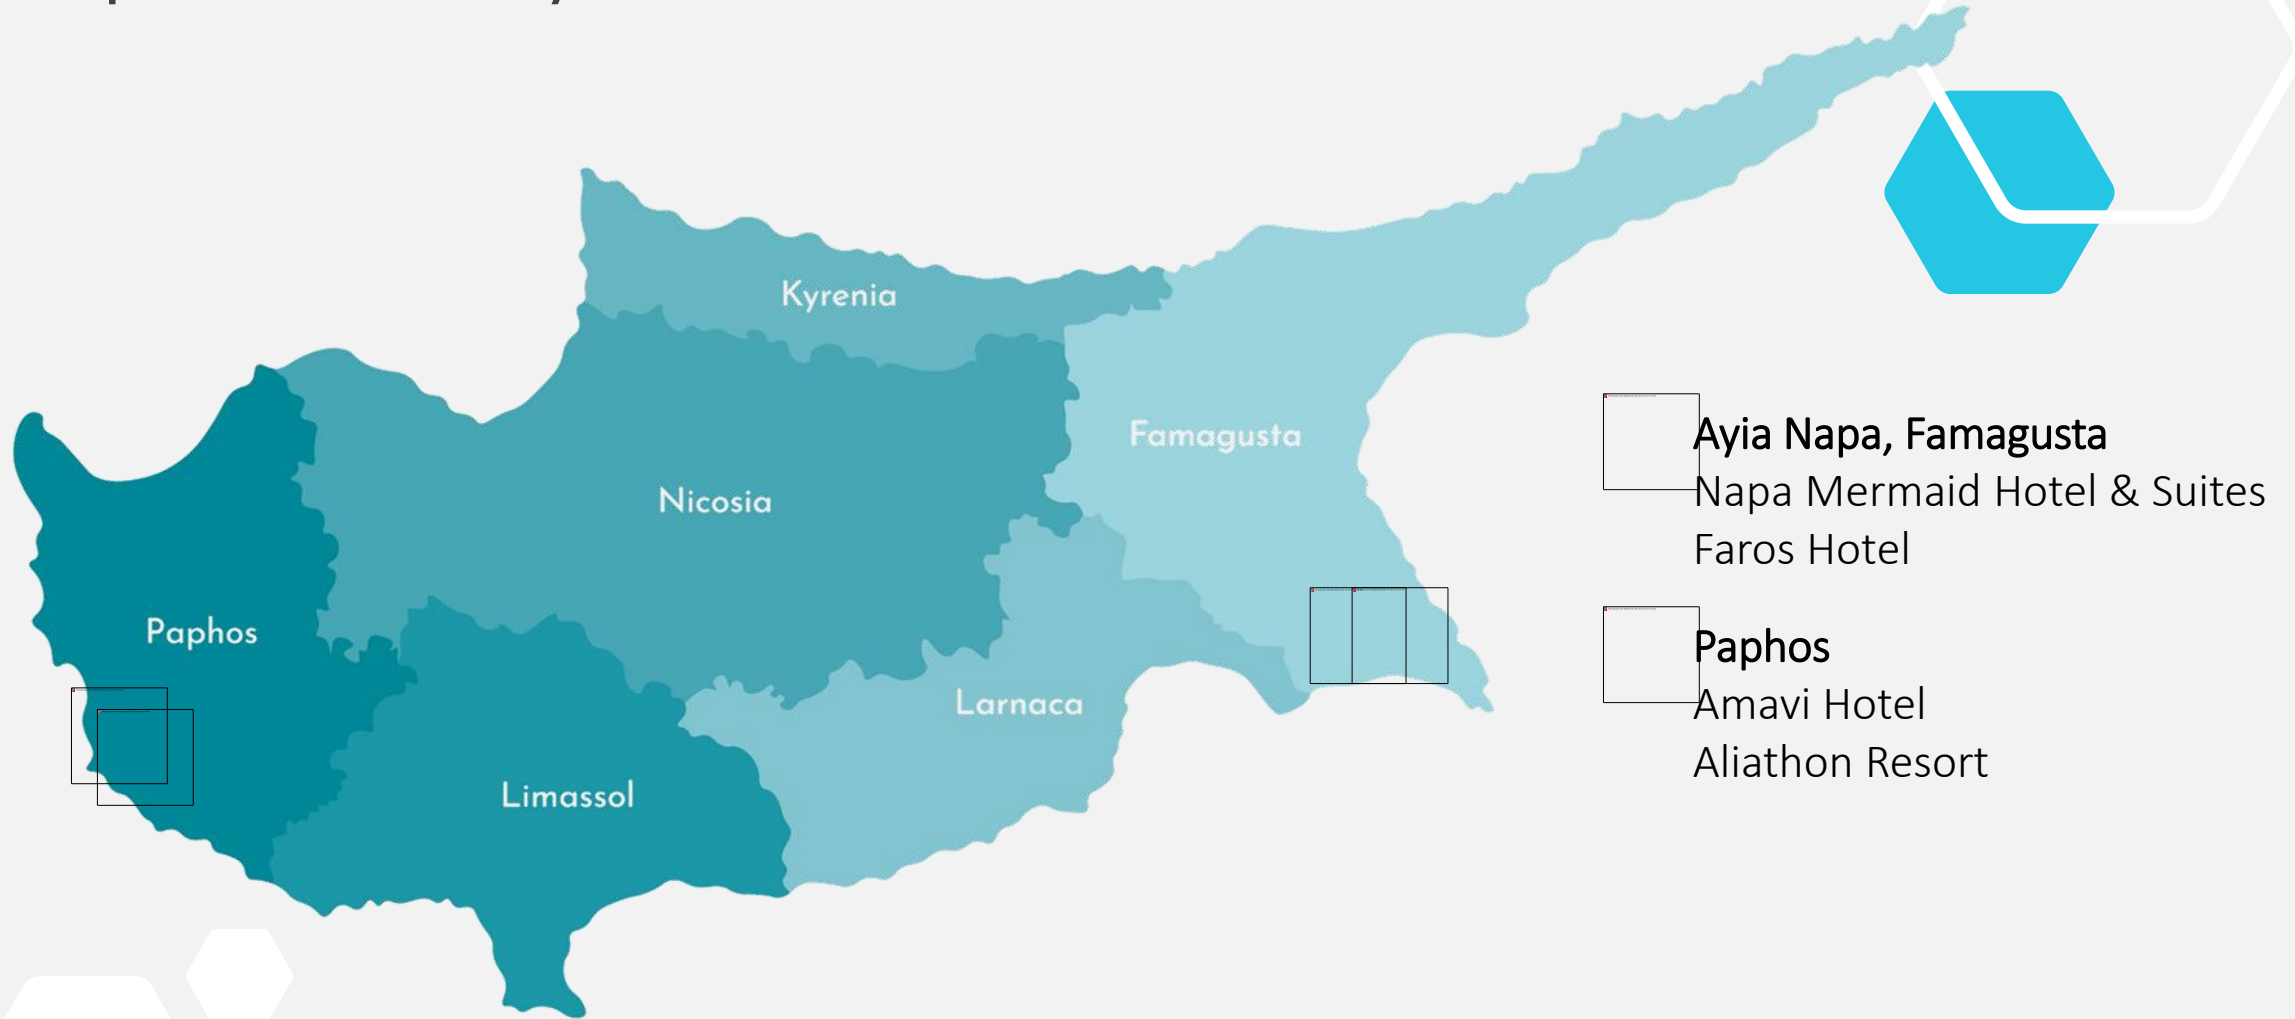 Kyrenia
Famagusta
Nicosia
Paphos
Larnaca
Limassol
Ayia Napa, Famagusta
Napa Mermaid Hotel & Suites
Faros Hotel
Paphos
Amavi Hotel
Aliathon Resort